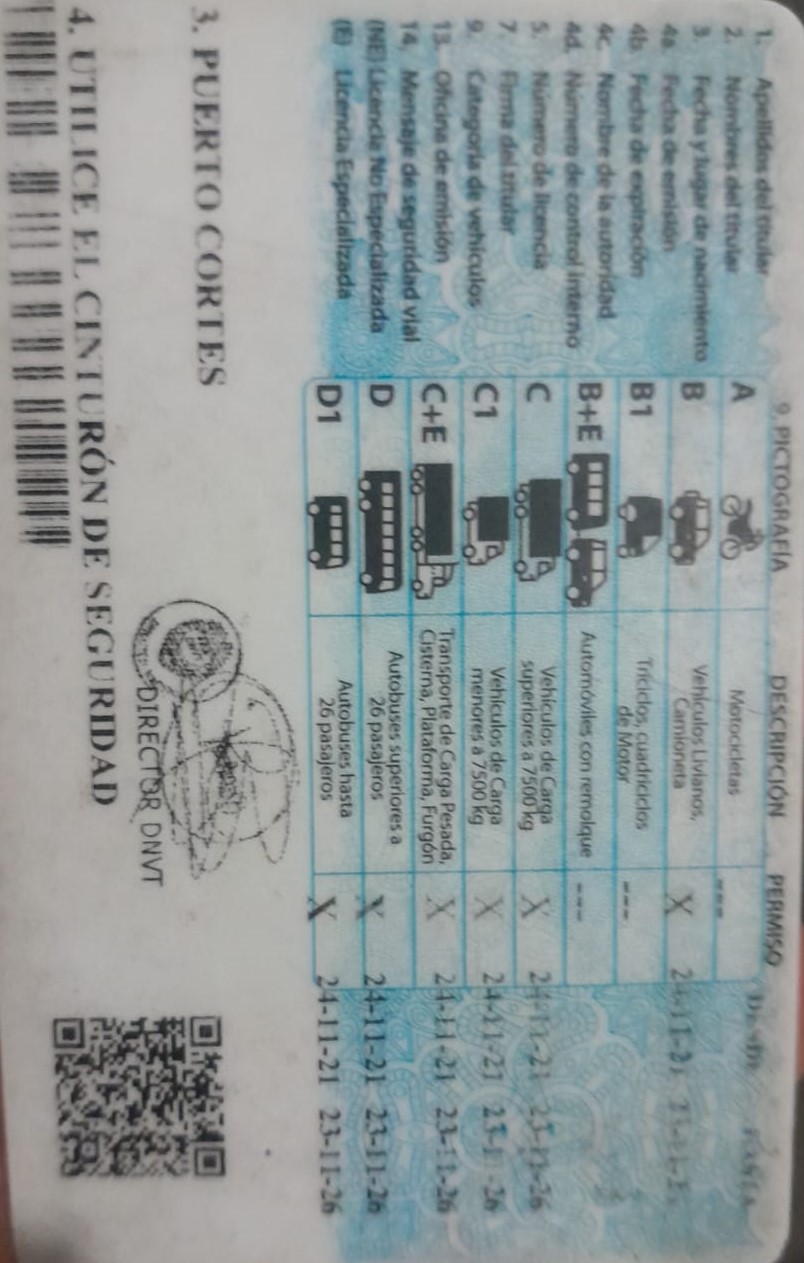 1. Apellidos del titular
2. Nombres del titular
3. Fecha y lugar de nacimiento
4a. Fecha de emisión
4b. Fecha de expiración
4c. Nombre de la autoridad
4d. Número de control interno
5. Número de licencia
7 Firma del titular
9. Categoría de vehículos
13. Oficina de emisión
14. Mensaje de seguridad vial
(NE) Licencia No Especializada
(E) Licencia Especializada
9. PICTOGRAFÍA DESCRIPCIÓN PERMISO
A Motocicletas ---
B Vehículos Livianos, X
Camioneta
B1 Triciclos, cuadriciclos ---
de Motor
B+E Automóviles con remolque ---
C Vehículos de Carga X 24-11-21 23-11-26
superiores a 7500 kg
C1 Vehículos de Carga X 24-11-21
menores a 7500 kg
C+E Transporte de Carga Pesada, X 24-11-21 23-11-26
Cisterna, Plataforma, Furgón
D Autobuses superiores a X 24-11-21 23-11-26
26 pasajeros
D1 Autobuses hasta X 24-11-21 23-11-26
26 pasajeros
3. PUERTO CORTES
DIRECTOR DNVT
4. UTILICE EL CINTURÓN DE SEGURIDAD